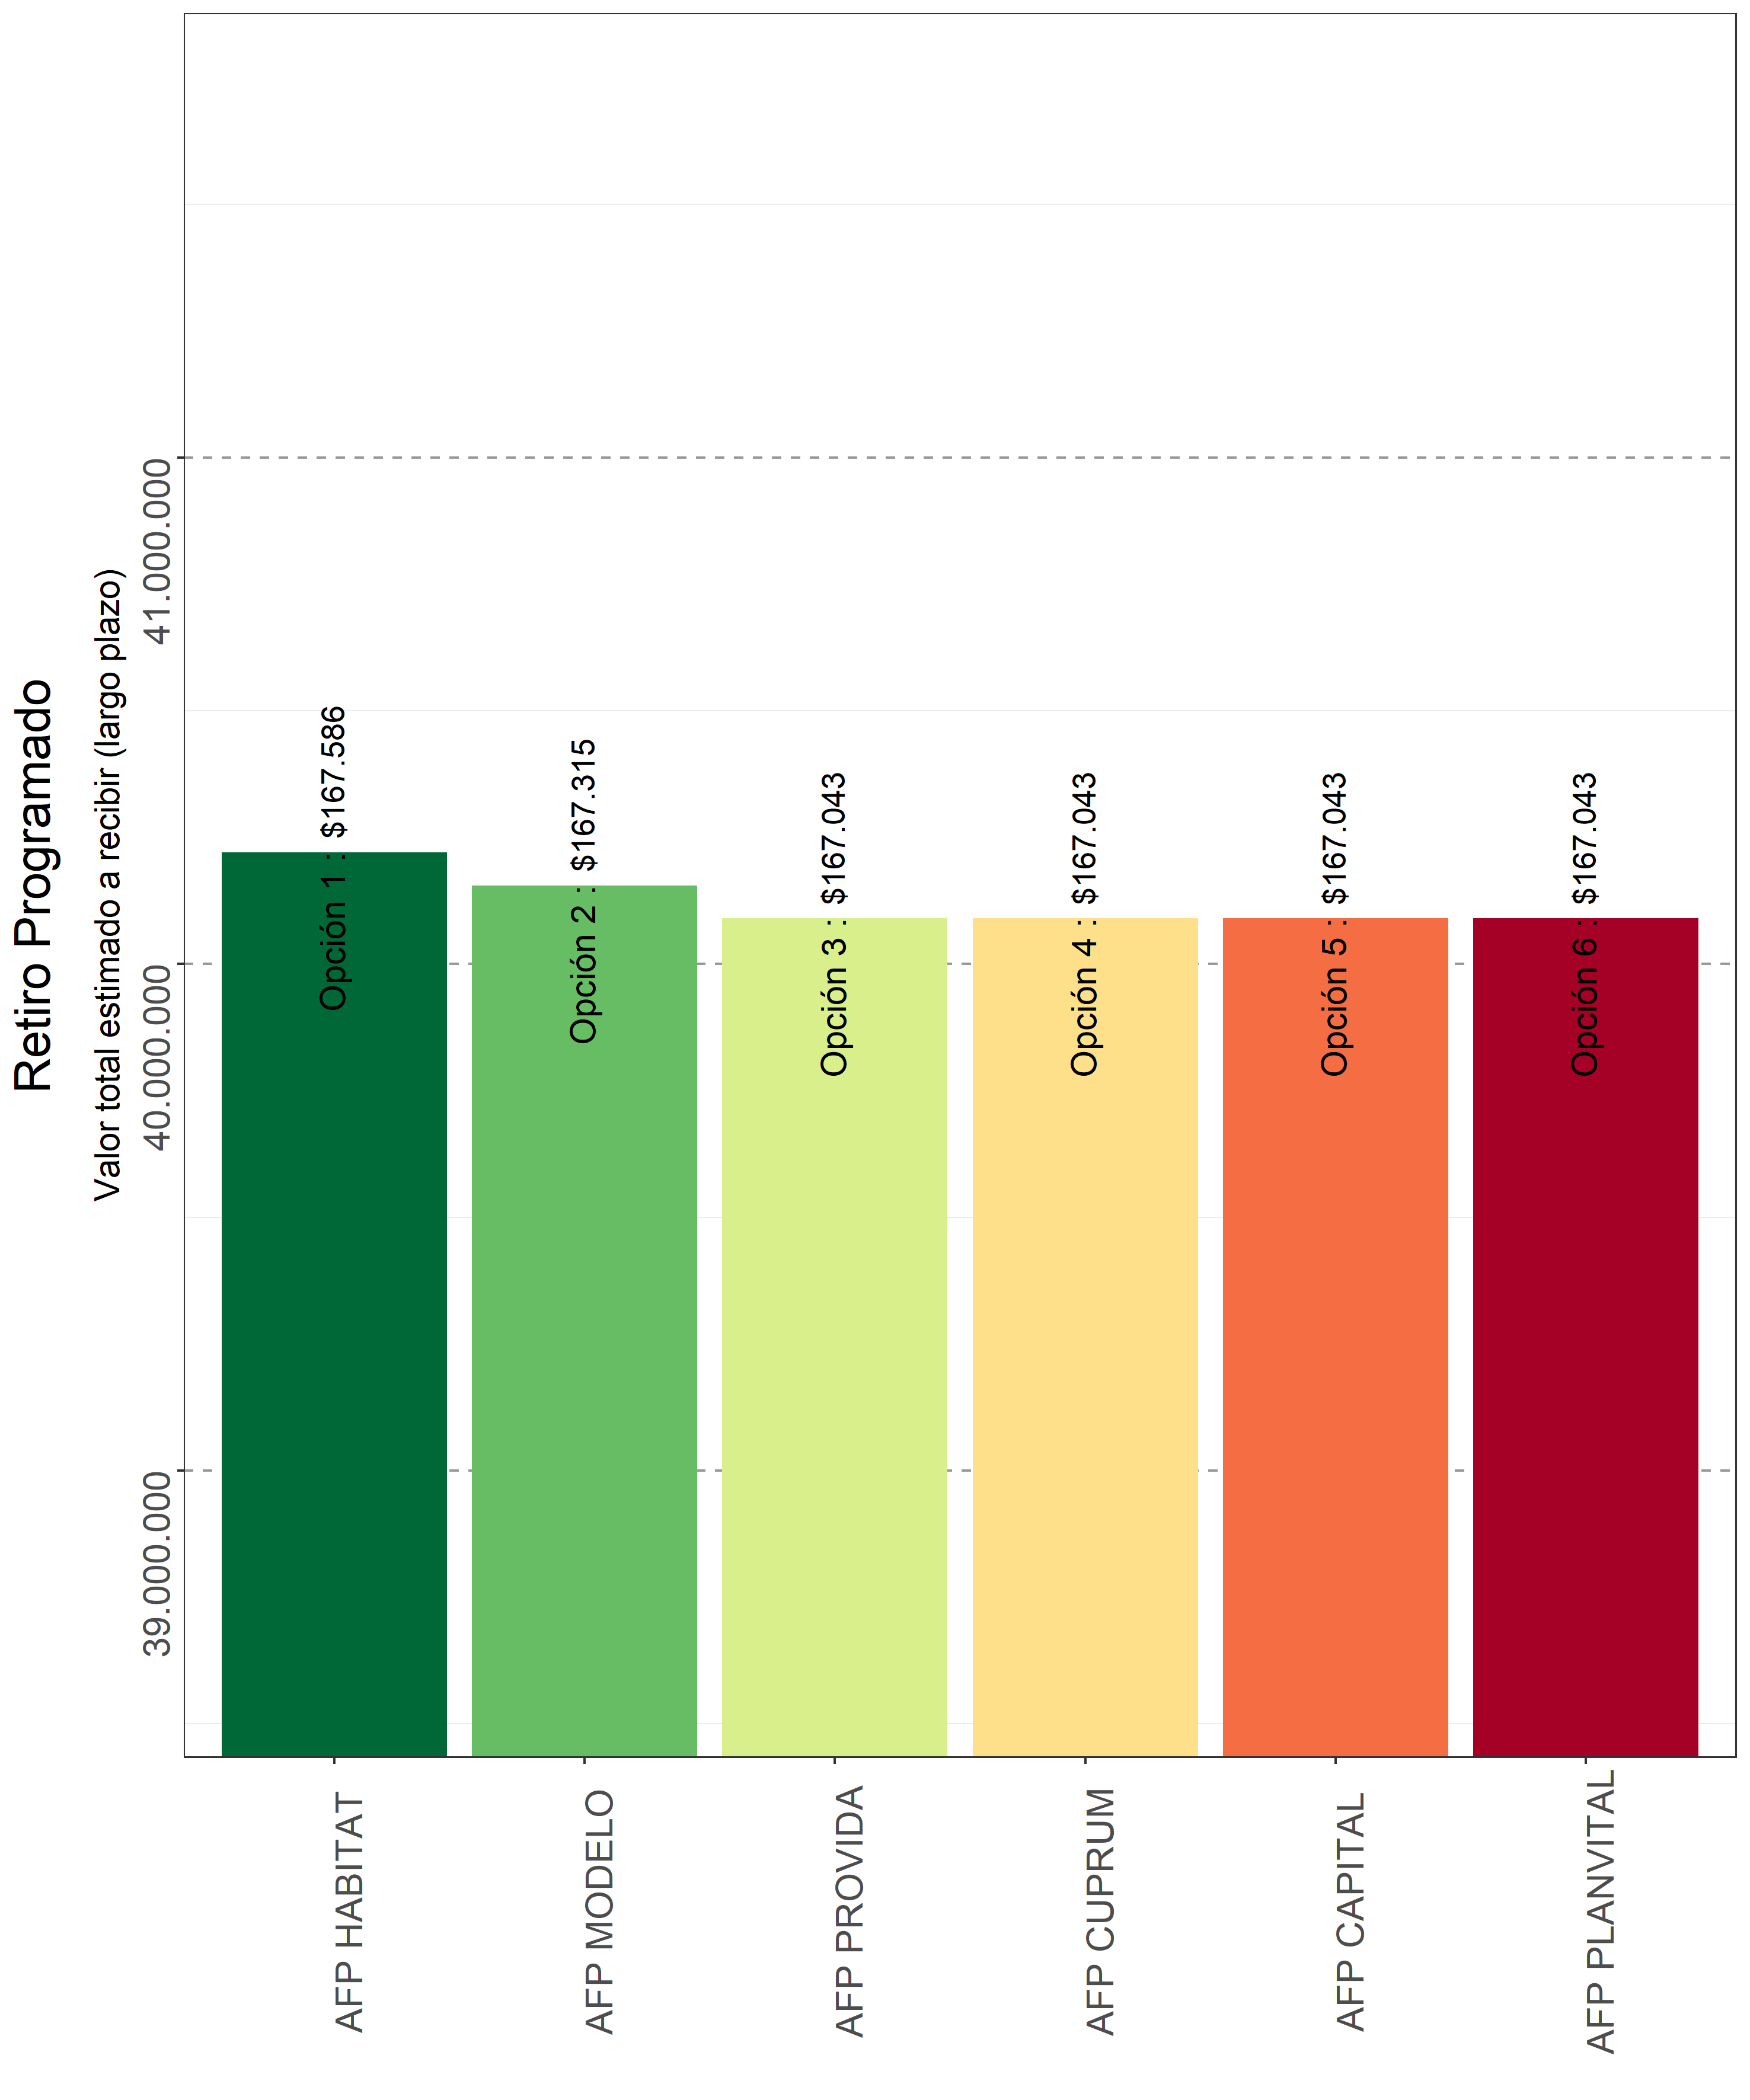 Retiro Programado
Valor total estimado a recibir (largo plazo)
39.000.000
40.000.000
41.000.000
AFP HABITAT
Opción 1 : $167.586
AFP MODELO
Opción 2 : $167.315
AFP PROVIDA
Opción 3 : $167.043
AFP CUPRUM
Opción 4 : $167.043
AFP CAPITAL
Opción 5 : $167.043
AFP PLANVITAL
Opción 6 : $167.043